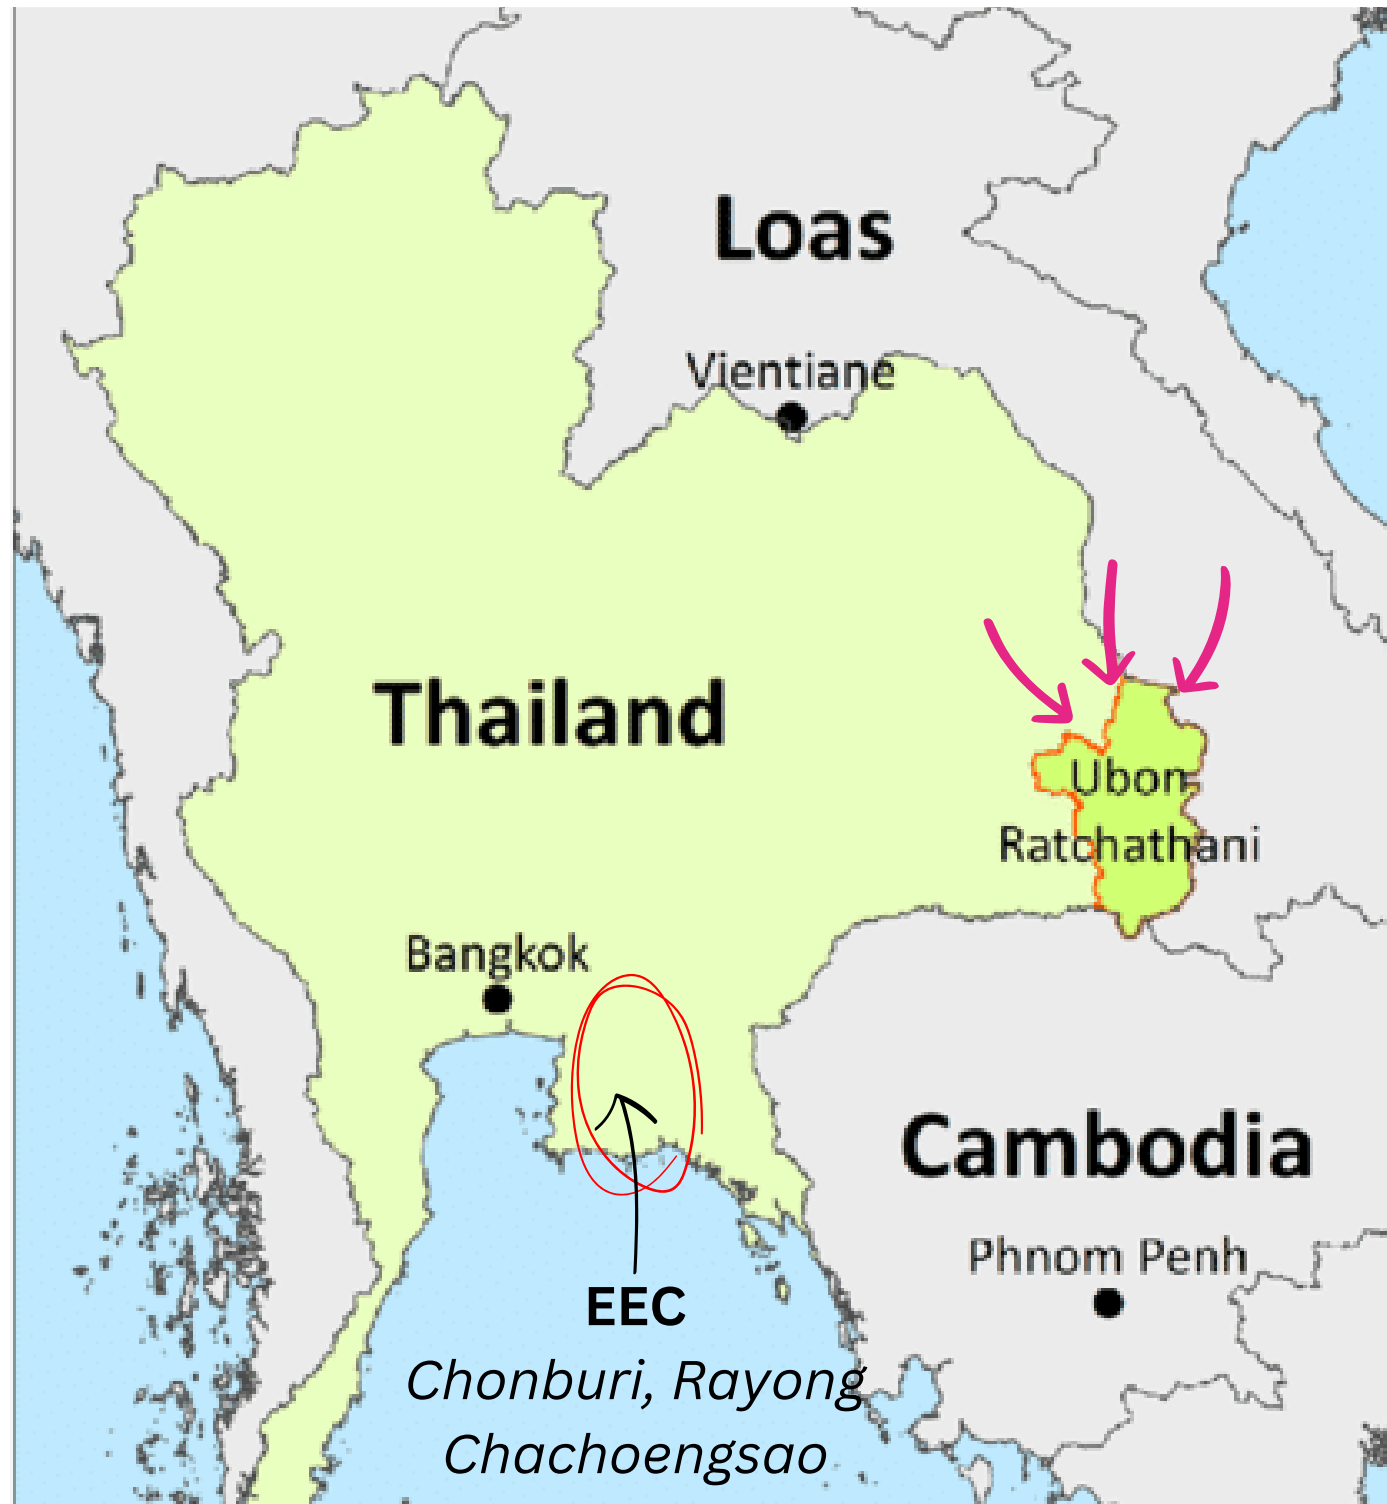 Loas
Vientiane
Thailand
Ubon
Ratchathani
Bangkok
Cambodia
Phnom Penh
EEC
Chonburi, Rayong
Chachoengsao